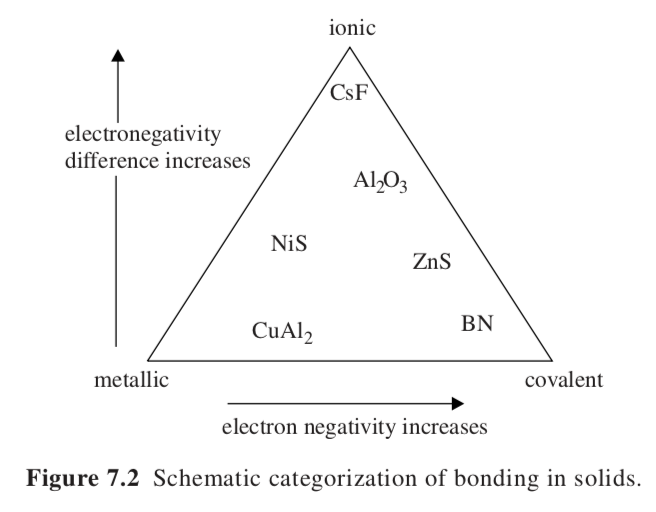 ionic
CsF
electronegativity
difference increases
Al₂O₃
NiS
ZnS
CuAl₂
BN
metallic
covalent
electron negativity increases
Figure 7.2 Schematic categorization of bonding in solids.